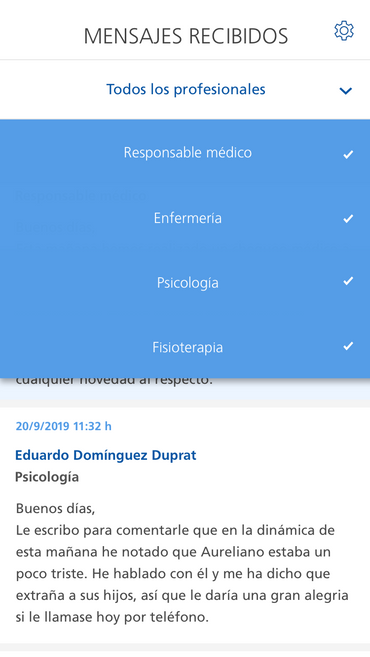 MENSAJES RECIBIDOS
Todos los profesionales
Responsable médico
Enfermería
Psicología
Fisioterapia
cualquier novedad al respecto.
20/9/2019 11:32 h
Eduardo Domínguez Duprat
Psicología
Buenos días,
Le escribo para comentarle que en la dinámica de
esta mañana he notado que Aureliano estaba un
poco triste. He hablado con él y me ha dicho que
extraña a sus hijos, así que le daría una gran alegria
si le llamase hoy por teléfono.